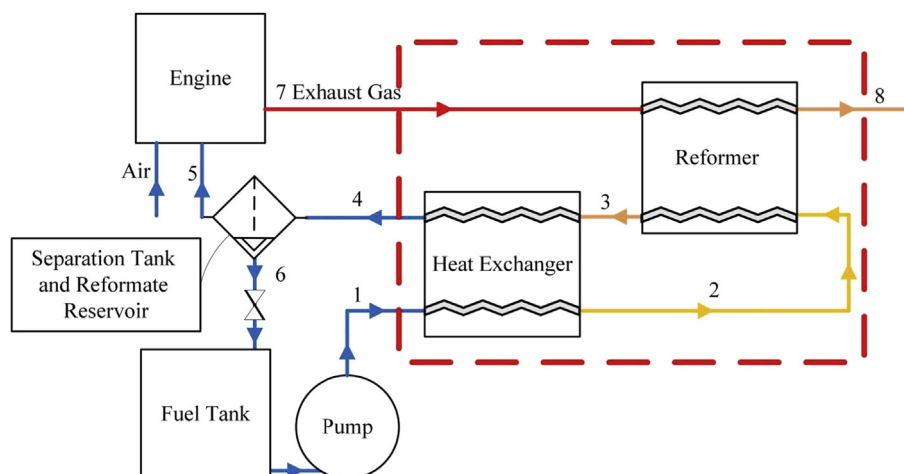 Engine
7 Exhaust Gas
8
Reformer
Air
5
4
3
Separation Tank
and Reformate
Reservoir
6
Heat Exchanger
1
2
Fuel Tank
Pump